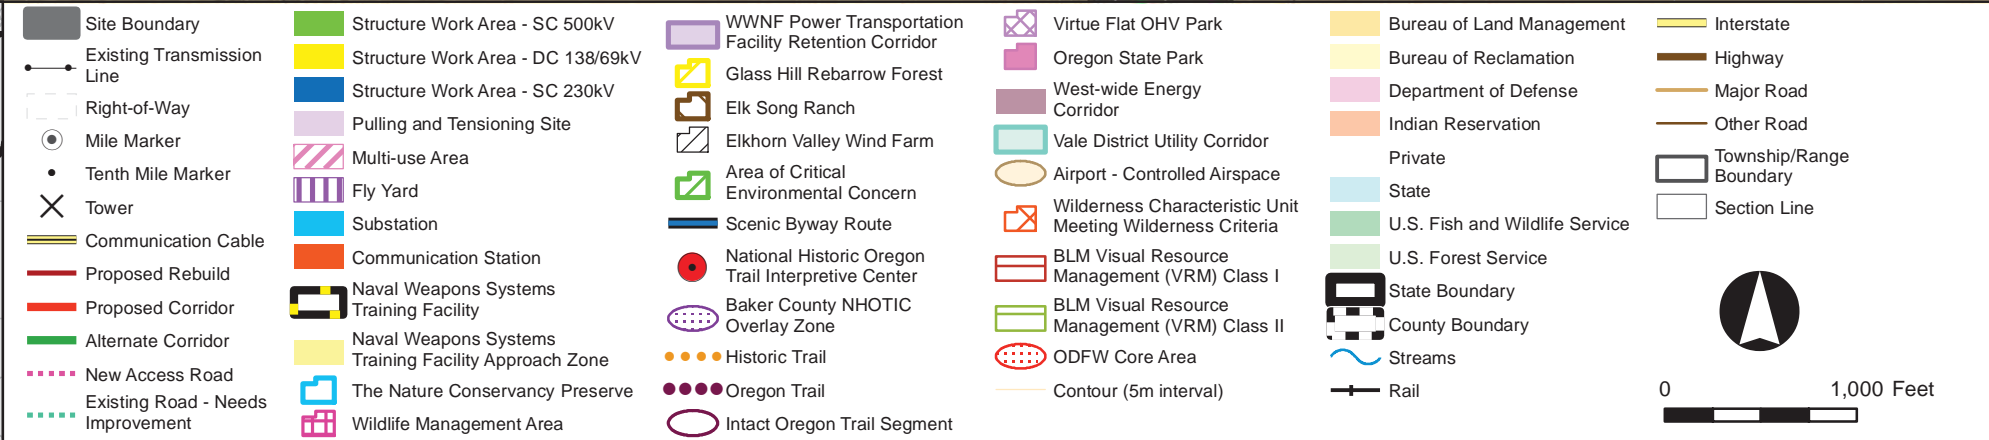 Site Boundary
Existing Transmission
Line
Right-of-Way
Mile Marker
Tenth Mile Marker
Tower
Communication Cable
Proposed Rebuild
Proposed Corridor
Alternate Corridor
New Access Road
Existing Road - Needs
Improvement
Structure Work Area - SC 500kV
Structure Work Area - DC 138/69kV
Structure Work Area - SC 230kV
Pulling and Tensioning Site
Multi-use Area
Fly Yard
Substation
Communication Station
Naval Weapons Systems
Training Facility
Naval Weapons Systems
Training Facility Approach Zone
The Nature Conservancy Preserve
Wildlife Management Area
WWNF Power Transportation
Facility Retention Corridor
Glass Hill Rebarrow Forest
Elk Song Ranch
Elkhorn Valley Wind Farm
Area of Critical
Environmental Concern
Scenic Byway Route
National Historic Oregon
Trail Interpretive Center
Baker County NHOTIC
Overlay Zone
Historic Trail
Oregon Trail
Intact Oregon Trail Segment
Virtue Flat OHV Park
Oregon State Park
West-wide Energy
Corridor
Vale District Utility Corridor
Airport - Controlled Airspace
Wilderness Characteristic Unit
Meeting Wilderness Criteria
BLM Visual Resource
Management (VRM) Class I
BLM Visual Resource
Management (VRM) Class II
ODFW Core Area
Contour (5m interval)
Bureau of Land Management
Bureau of Reclamation
Department of Defense
Indian Reservation
Private
State
U.S. Fish and Wildlife Service
U.S. Forest Service
State Boundary
County Boundary
Streams
Rail
Interstate
Highway
Major Road
Other Road
Township/Range
Boundary
Section Line
0 1,000 Feet